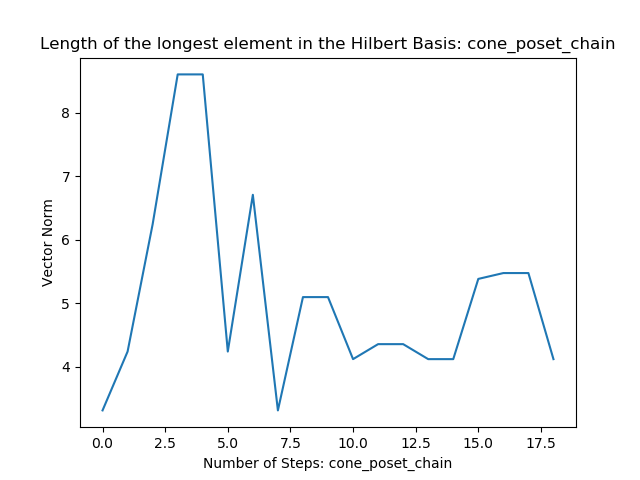 Length of the longest element in the Hilbert Basis: cone_poset_chain
8
7
6
5
4
Vector Norm
0.0 2.5 5.0 7.5 10.0 12.5 15.0 17.5
Number of Steps: cone_poset_chain